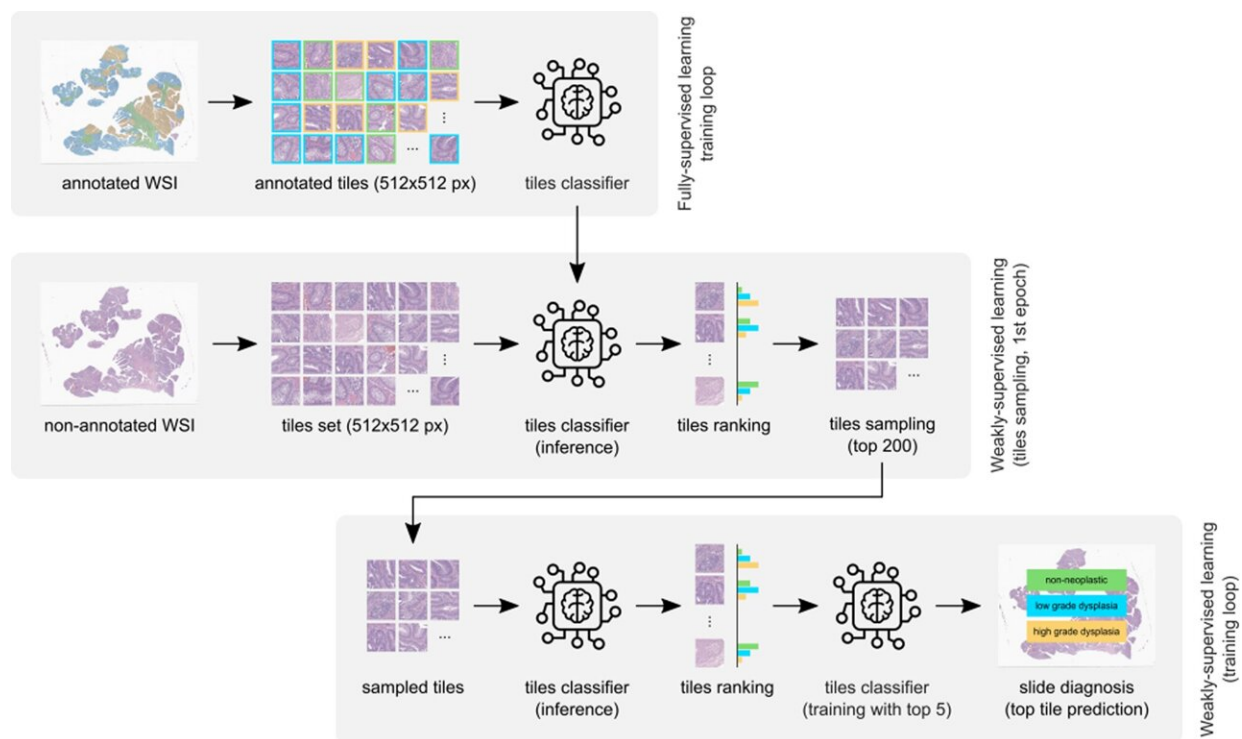 annotated WSI
annotated tiles (512x512 px)
tiles classifier
Fully-supervised learning
training loop
non-annotated WSI
tiles set (512x512 px)
tiles classifier
(inference)
tiles ranking
tiles sampling
(top 200)
Weakly-supervised learning
(tiles sampling, 1st epoch)
sampled tiles
tiles classifier
(inference)
tiles ranking
tiles classifier
(training with top 5)
non-neoplastic
low grade dysplasia
high grade dysplasia
slide diagnosis
(top tile prediction)
Weakly-supervised learning
(training loop)